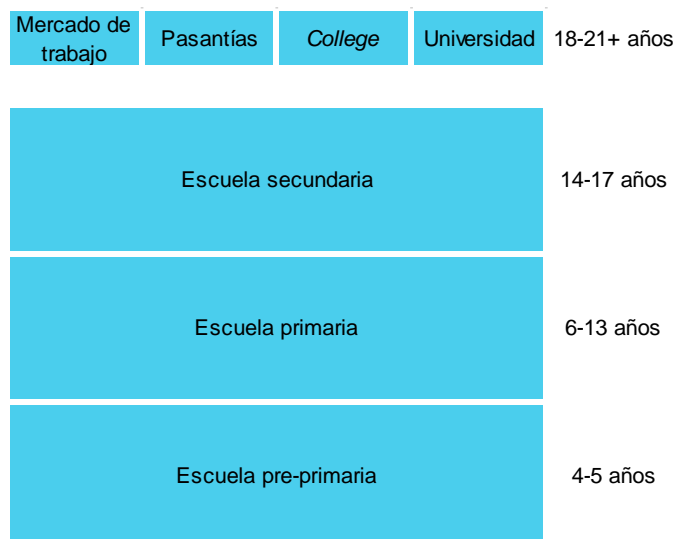 Mercado de
trabajo
Pasantías
College
Universidad
18-21+ años
Escuela secundaria
14-17 años
Escuela primaria
6-13 años
Escuela pre-primaria
4-5 años